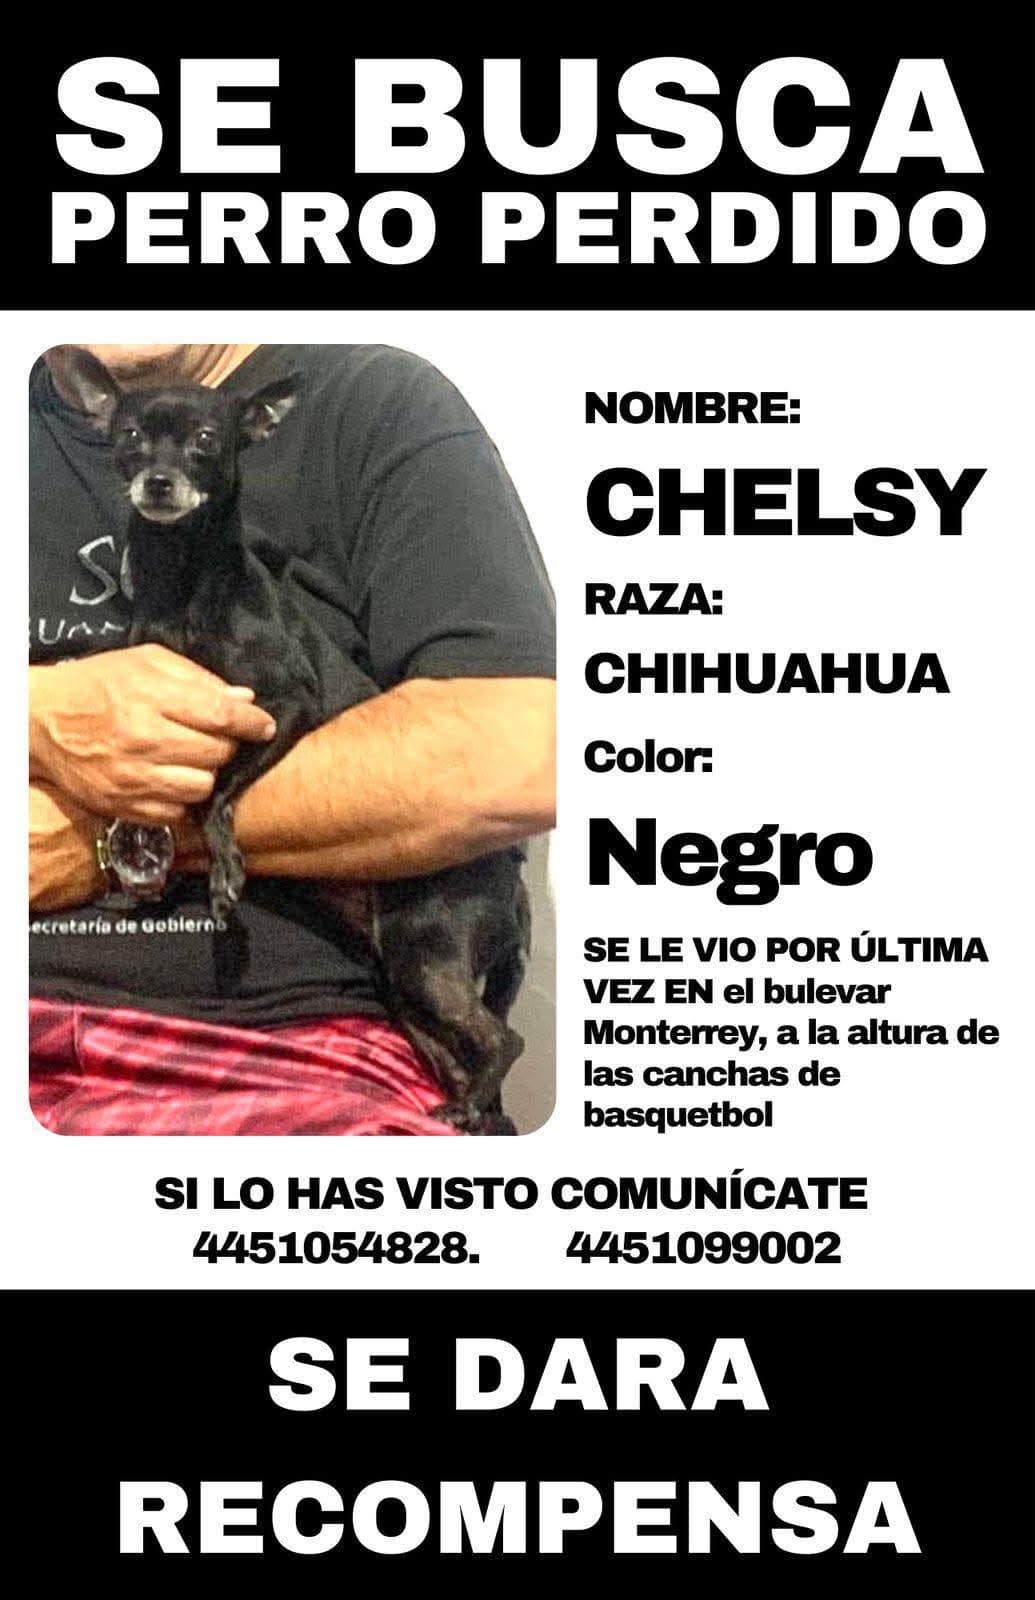 SE BUSCA
PERRO PERDIDO
NOMBRE:
CHELSY
RAZA:
CHIHUAHUA
Color:
Negro
SE LE VIO POR ÚLTIMA
VEZ EN el bulevar
Monterrey, a la altura de
las canchas de
basquetbol
ecretaría de Gobierno
SI LO HAS VISTO COMUNÍCATE
4451054828. 4451099002
SE DARA
RECOMPENSA